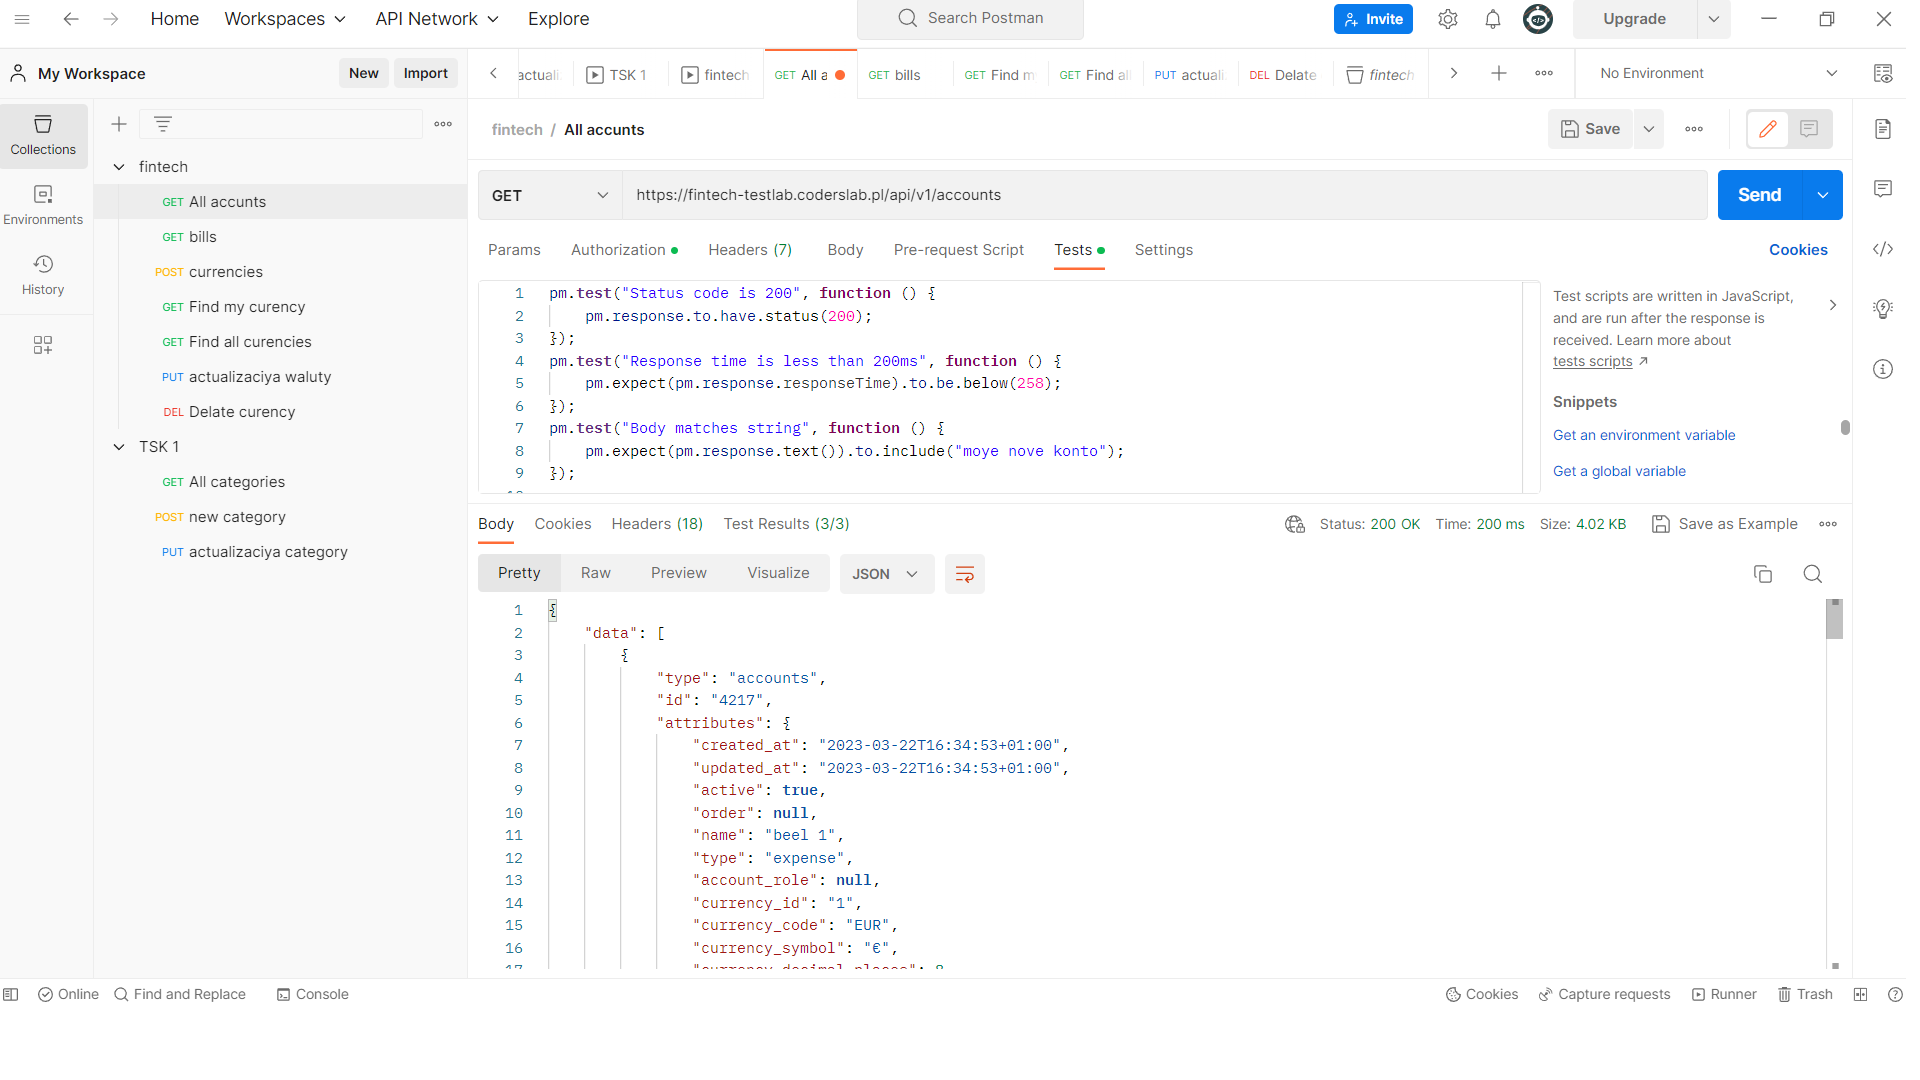 Home Workspaces API Network Explore Search Postman Invite Upgrade
My Workspace New Import
actuali TSK 1 fintech GET All a GET bills GET Find m GET Find all PUT actuali DEL Delate fintech No Environment
Collections
Environments
History
fintech
GET All accunts
GET bills
POST currencies
GET Find my curency
GET Find all curencies
PUT actualizaciya waluty
DEL Delate curency
TSK 1
GET All categories
POST new category
PUT actualizaciya category
fintech / All accunts Save
GET https://fintech-testlab.coderslab.pl/api/v1/accounts Send
Params Authorization Headers (7) Body Pre-request Script Tests Settings Cookies
1 pm.test("Status code is 200", function () {
2 pm.response.to.have.status(200);
3 });
4 pm.test("Response time is less than 200ms", function () {
5 pm.expect(pm.response.responseTime).to.be.below(258);
6 });
7 pm.test("Body matches string", function () {
8 pm.expect(pm.response.text()).to.include("moye nove konto");
9 });
Test scripts are written in JavaScript,
and are run after the response is
received. Learn more about
tests scripts ↗
Snippets
Get an environment variable
Get a global variable
Body Cookies Headers (18) Test Results (3/3) Status: 200 OK Time: 200 ms Size: 4.02 KB Save as Example
Pretty Raw Preview Visualize JSON
1 {
2 "data": [
3 {
4 "type": "accounts",
5 "id": "4217",
6 "attributes": {
7 "created_at": "2023-03-22T16:34:53+01:00",
8 "updated_at": "2023-03-22T16:34:53+01:00",
9 "active": true,
10 "order": null,
11 "name": "beel 1",
12 "type": "expense",
13 "account_role": null,
14 "currency_id": "1",
15 "currency_code": "EUR",
16 "currency_symbol": "€",
Online Find and Replace Console Cookies Capture requests Runner Trash